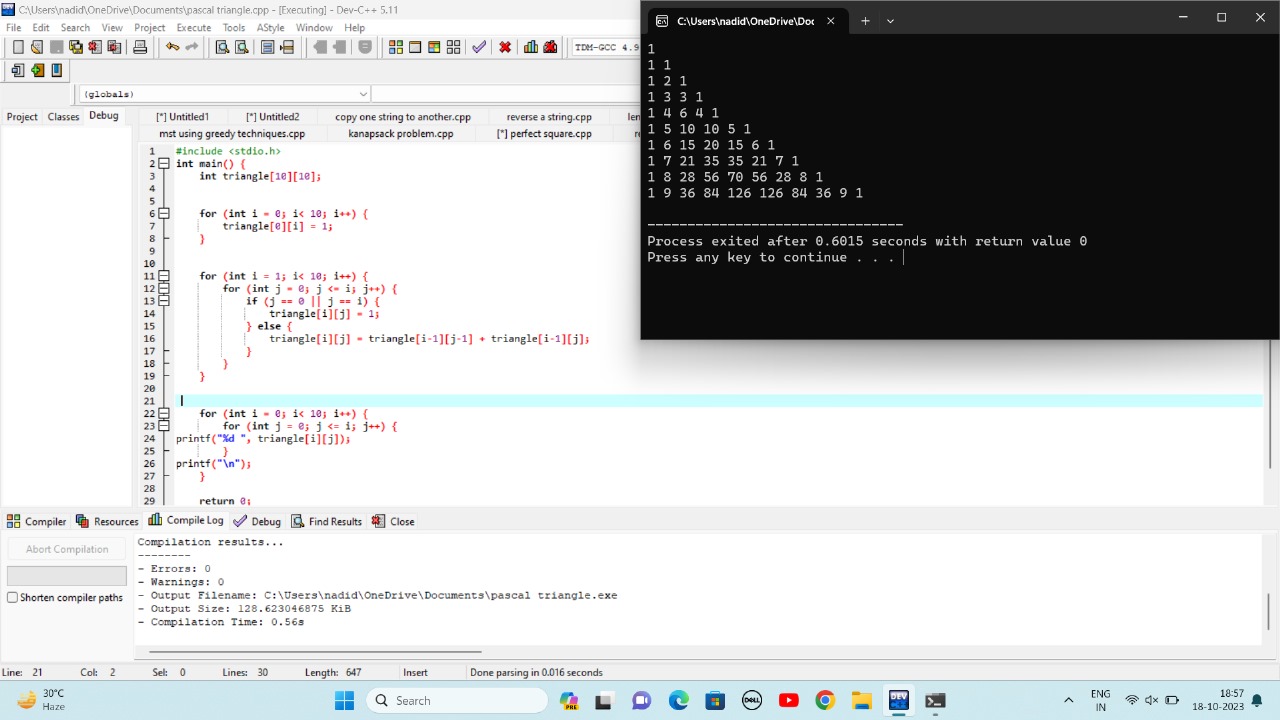 C:\Users\nadid\OneDrive\Documents\pascal triangle.cpp - [Executing] - Dev-C++ 5.11
File Edit Search View Project Execute Tools AStyle Window Help
TDM-GCC 4.9
(globals)
Project Classes Debug
[*] Untitled1 [*] Untitled2 copy one string to another.cpp reverse a string.cpp
mst using greedy techniques.cpp kanapsack problem.cpp [*] perfect square.cpp
1 #include <stdio.h>
2 int main() {
3 int triangle[10][10];
4
5
6 for (int i = 0; i< 10; i++) {
7 triangle[0][i] = 1;
8 }
9
10
11 for (int i = 1; i< 10; i++) {
12 for (int j = 0; j <= i; j++) {
13 if (j == 0 || j == i) {
14 triangle[i][j] = 1;
15 } else {
16 triangle[i][j] = triangle[i-1][j-1] + triangle[i-1][j];
17 }
18 }
19 }
20
21
22 for (int i = 0; i< 10; i++) {
23 for (int j = 0; j <= i; j++) {
24 printf("%d ", triangle[i][j]);
25 }
26 printf("\n");
27 }
28
29 return 0;
C:\Users\nadid\OneDrive\Doc
1
1 1
1 2 1
1 3 3 1
1 4 6 4 1
1 5 10 10 5 1
1 6 15 20 15 6 1
1 7 21 35 35 21 7 1
1 8 28 56 70 56 28 8 1
1 9 36 84 126 126 84 36 9 1
--------------------------------
Process exited after 0.6015 seconds with return value 0
Press any key to continue . . .
Compiler Resources Compile Log Debug Find Results Close
Abort Compilation
Shorten compiler paths
Compilation results...
--------
- Errors: 0
- Warnings: 0
- Output Filename: C:\Users\nadid\OneDrive\Documents\pascal triangle.exe
- Output Size: 128.623046875 KiB
- Compilation Time: 0.56s
Line: 21 Col: 2 Sel: 0 Lines: 30 Length: 647 Insert Done parsing in 0.016 seconds
30°C
Haze
Search
PRE
DELL
DEV
ENG
IN
18:57
18-10-2023